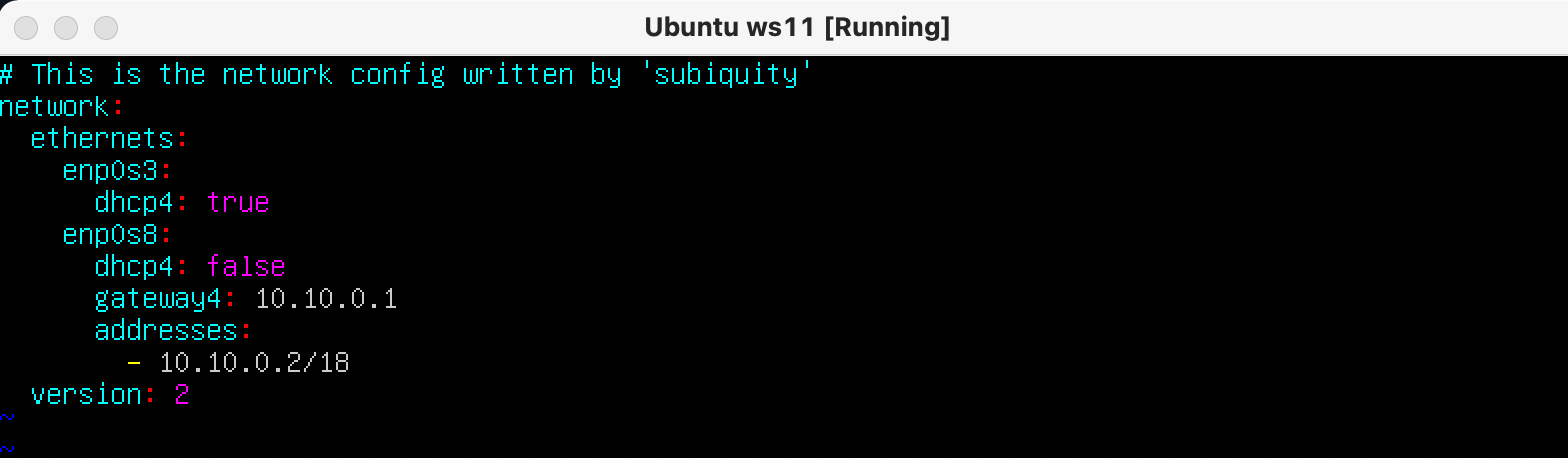 Ubuntu ws11 [Running]
# This is the network config written by 'subiquity'
network:
  ethernets:
    enp0s3:
      dhcp4: true
    enp0s8:
      dhcp4: false
      gateway4: 10.10.0.1
      addresses:
        - 10.10.0.2/18
  version: 2
~
~